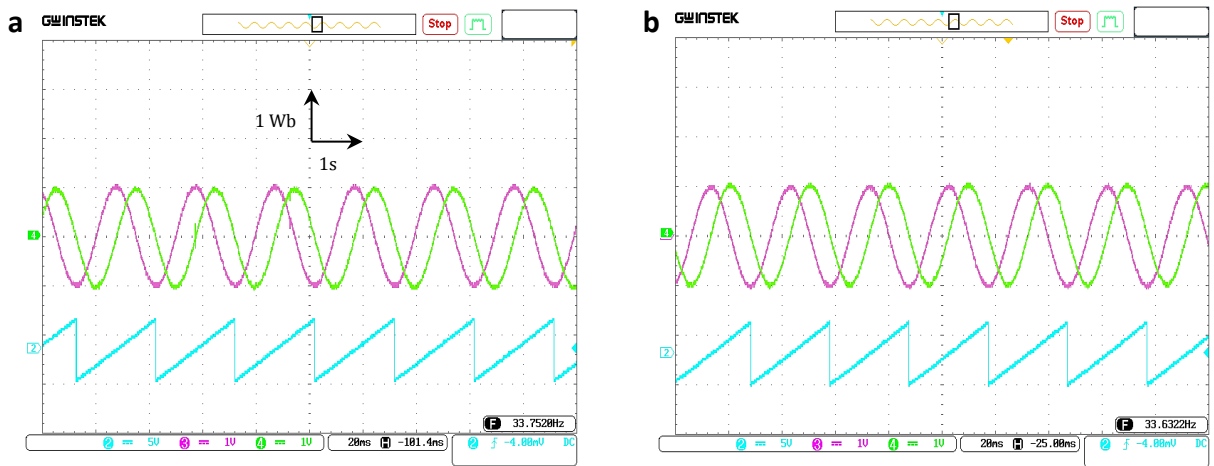 a
GWINSTEK
Stop
1 Wb
1s
4
2
F 33.7520Hz
2 5V 3 1V 4 1V 20ms H -101.4ms 2 -4.00mV DC
b
GWINSTEK
Stop
4
2
F 33.6322Hz
2 5V 3 1V 4 1V 20ms H -25.00ms 2 -4.00mV DC